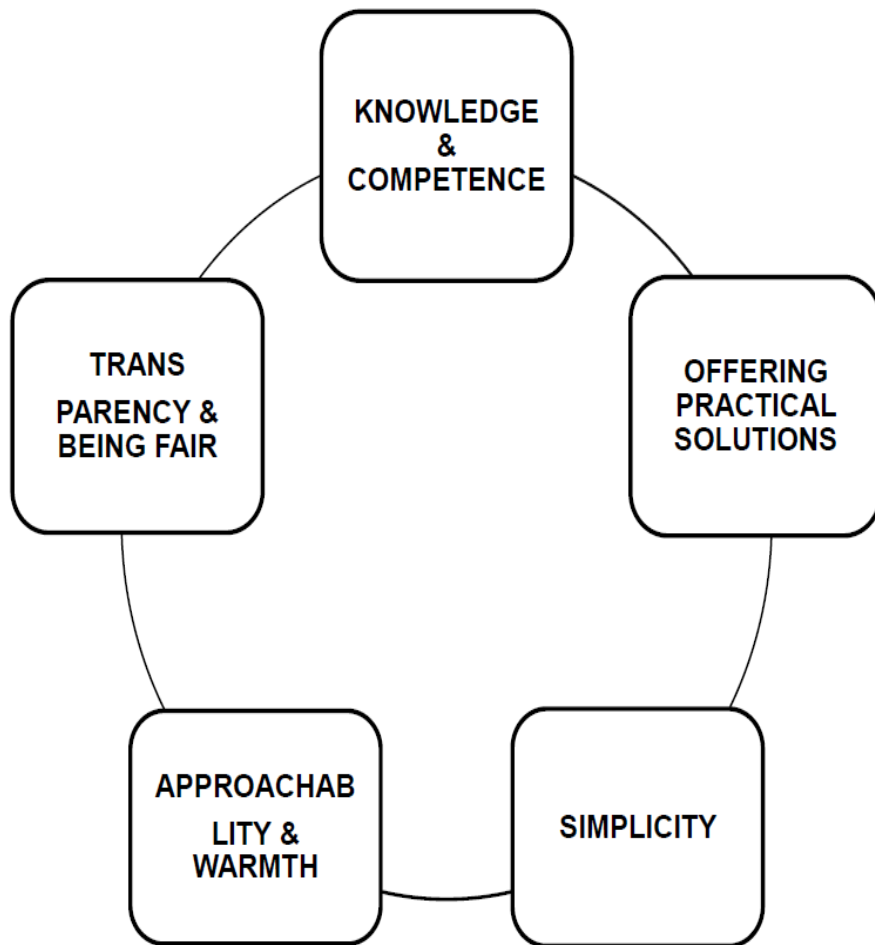 KNOWLEDGE
&
COMPETENCE
TRANS
PARENCY &
BEING FAIR
OFFERING
PRACTICAL
SOLUTIONS
APPROACHAB
LITY &
WARMTH
SIMPLICITY